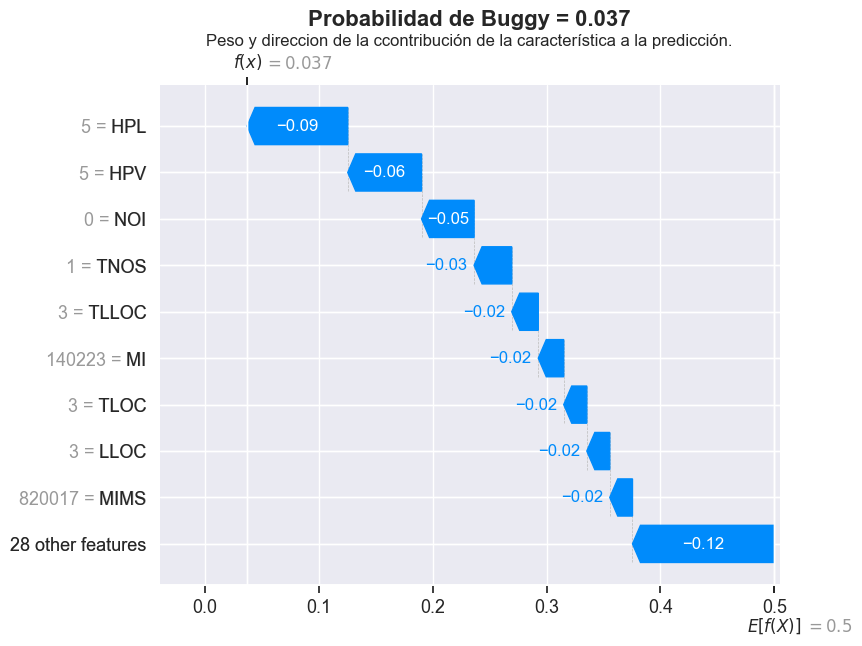 Probabilidad de Buggy = 0.037
Peso y direccion de la ccontribución de la característica a la predicción.
f(x) = 0.037
5 = HPL
−0.09
5 = HPV
−0.06
0 = NOI
−0.05
1 = TNOS
−0.03
3 = TLLOC
−0.02
140223 = MI
−0.02
3 = TLOC
−0.02
3 = LLOC
−0.02
820017 = MIMS
−0.02
28 other features
−0.12
0.0 0.1 0.2 0.3 0.4 0.5
E[f(X)] = 0.5